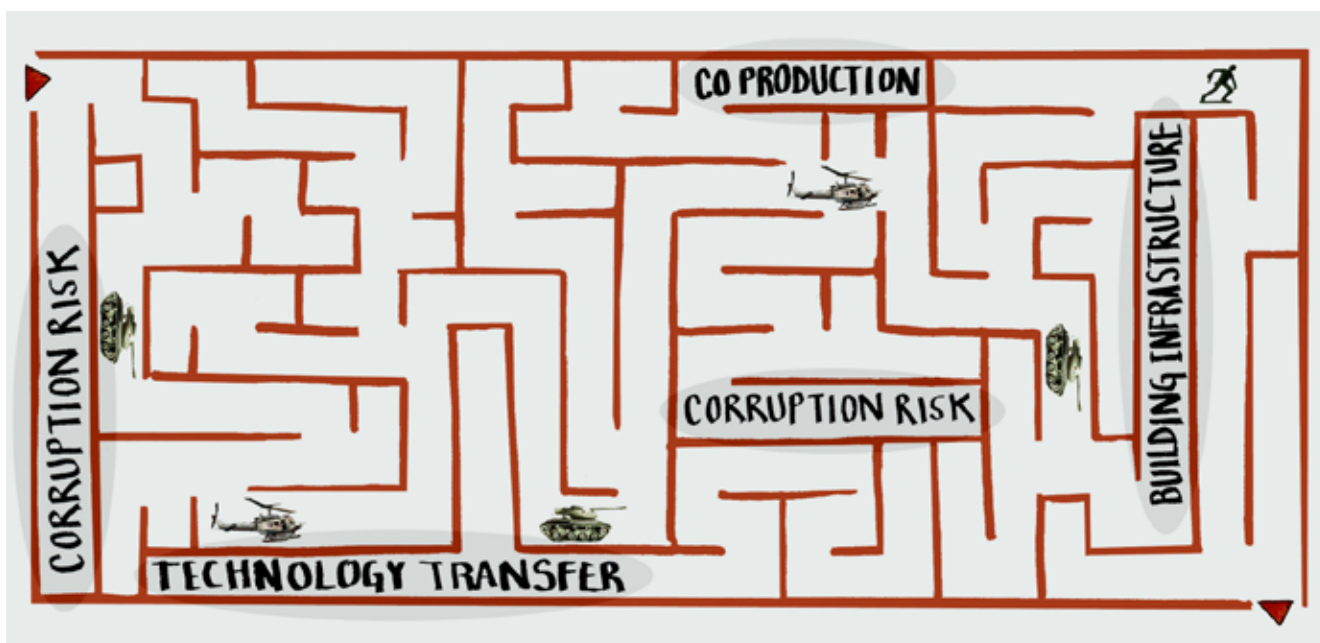 CO PRODUCTION
CORRUPTION RISK
BUILDING INFRASTRUCTURE
CORRUPTION RISK
TECHNOLOGY TRANSFER